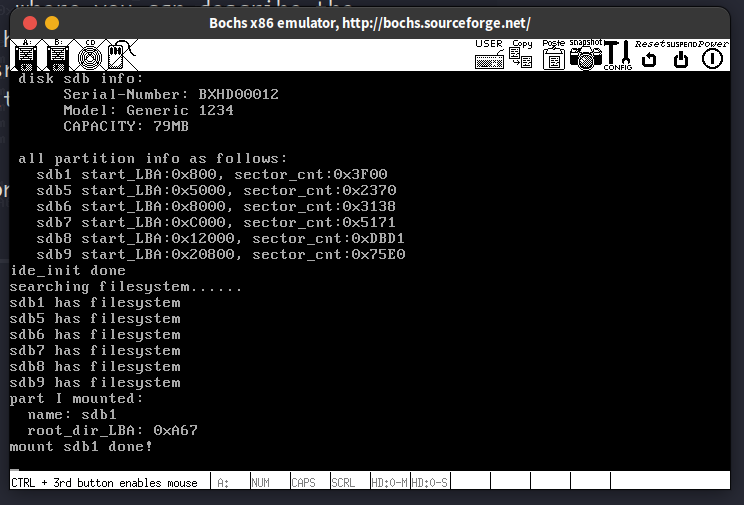 where you can describe the
Bochs x86 emulator, http://bochs.sourceforge.net/
A: B: CD USER Copy Paste snapshot CONFIG Reset SUSPEND Power
disk sdb info:
Serial-Number: BXHD00012
Model: Generic 1234
CAPACITY: 79MB
all partition info as follows:
sdb1 start_LBA:0x800, sector_cnt:0x3F00
sdb5 start_LBA:0x5000, sector_cnt:0x2370
sdb6 start_LBA:0x8000, sector_cnt:0x3138
sdb7 start_LBA:0xC000, sector_cnt:0x5171
sdb8 start_LBA:0x12000, sector_cnt:0xDBD1
sdb9 start_LBA:0x20800, sector_cnt:0x75E0
ide_init done
searching filesystem......
sdb1 has filesystem
sdb5 has filesystem
sdb6 has filesystem
sdb7 has filesystem
sdb8 has filesystem
sdb9 has filesystem
part I mounted:
name: sdb1
root_dir_LBA: 0xA67
mount sdb1 done!
CTRL + 3rd button enables mouse A: NUM CAPS SCRL HD:0-M HD:0-S